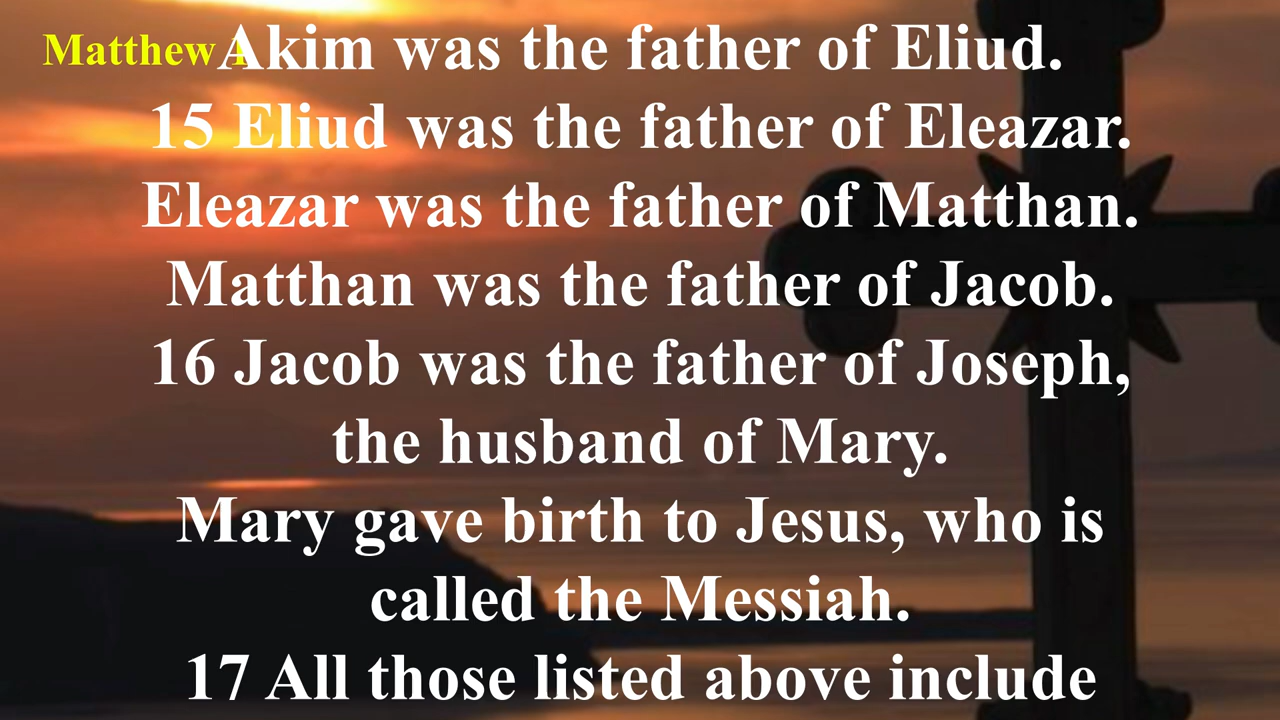 Matthew 1
Akim was the father of Eliud.
15 Eliud was the father of Eleazar.
Eleazar was the father of Matthan.
Matthan was the father of Jacob.
16 Jacob was the father of Joseph,
the husband of Mary.
Mary gave birth to Jesus, who is
called the Messiah.
17 All those listed above include